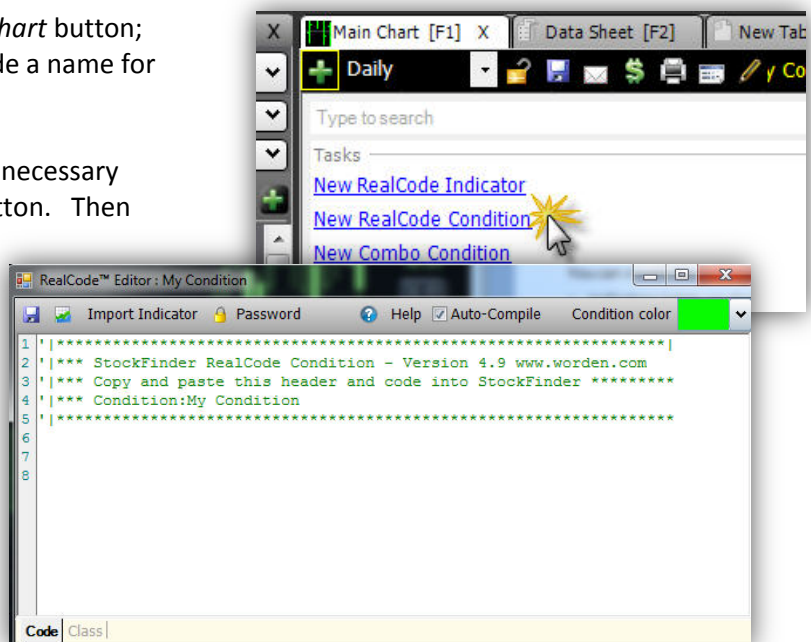 hart button;
de a name for
necessary
tton. Then
X Main Chart [F1] X Data Sheet [F2] New Tab
Daily y Co
Type to search
Tasks
New RealCode Indicator
New RealCode Condition
New Combo Condition
RealCode™ Editor : My Condition
Import Indicator Password Help Auto-Compile Condition color
1 '|******************************************************************|
2 '|*** StockFinder RealCode Condition - Version 4.9 www.worden.com
3 '|*** Copy and paste this header and code into StockFinder *********
4 '|*** Condition:My Condition
5 '|*******************************************************************
6
7
8
Code Class